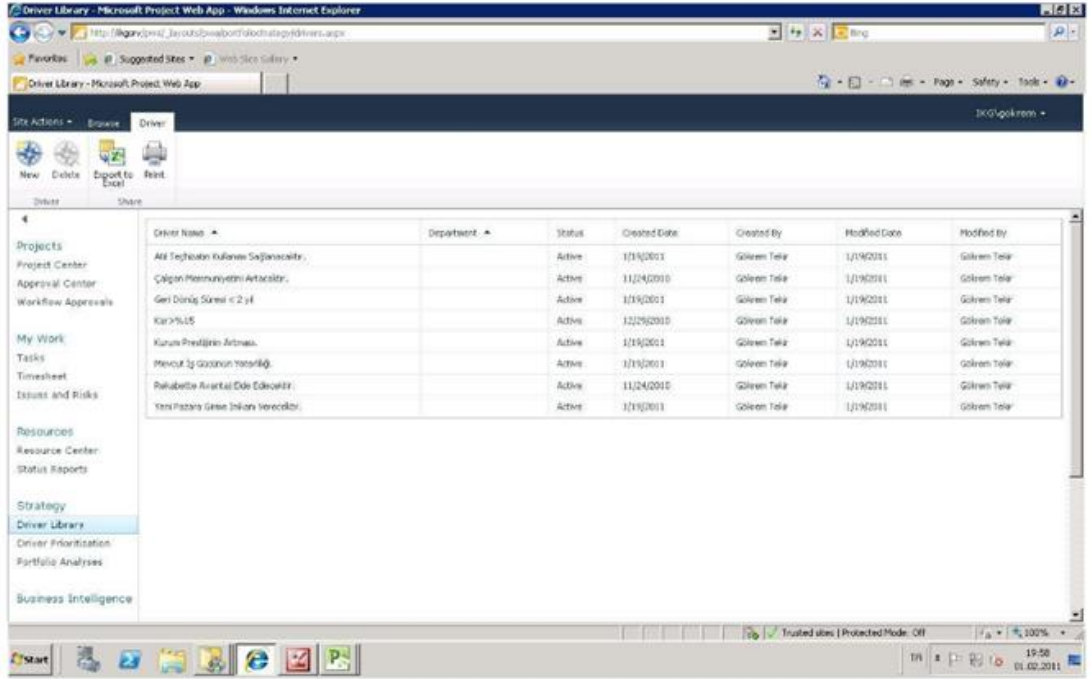 Driver Library - Microsoft Project Web App - Windows Internet Explorer
Bing
Favorites Suggested Sites Web Slice Gallery
Driver Library - Microsoft Project Web App
Page Safety Tools
Site Actions Browse Driver
IKG\gokrem
New Delete Export to Excel Print
Driver Share
Driver Name Department Status Created Date Created By Modified Date Modified By
Active 1/19/2011 Gökrem Tekir 1/19/2011 Gökrem Tekir
Active 11/24/2010 Gökrem Tekir 1/19/2011 Gökrem Tekir
Geri Dönüş Süresi < 2 yıl Active 1/19/2011 Gökrem Tekir 1/19/2011 Gökrem Tekir
Kar>%15 Active 12/29/2010 Gökrem Tekir 1/19/2011 Gökrem Tekir
Kurum Prestijinin Artması. Active 1/19/2011 Gökrem Tekir 1/19/2011 Gökrem Tekir
Mevcut İş Gücünün Yeterliliği. Active 1/19/2011 Gökrem Tekir 1/19/2011 Gökrem Tekir
Rekabette Avantaj Elde Edecektir. Active 11/24/2010 Gökrem Tekir 1/19/2011 Gökrem Tekir
Yeni Pazara Girme İmkanı Verecektir. Active 1/19/2011 Gökrem Tekir 1/19/2011 Gökrem Tekir
Projects
Project Center
Approval Center
Workflow Approvals
My Work
Tasks
Timesheet
Issues and Risks
Resources
Resource Center
Status Reports
Strategy
Driver Library
Driver Prioritization
Portfolio Analyses
Business Intelligence
Trusted sites | Protected Mode: Off 100%
Start
TR 19:58
01.02.2011